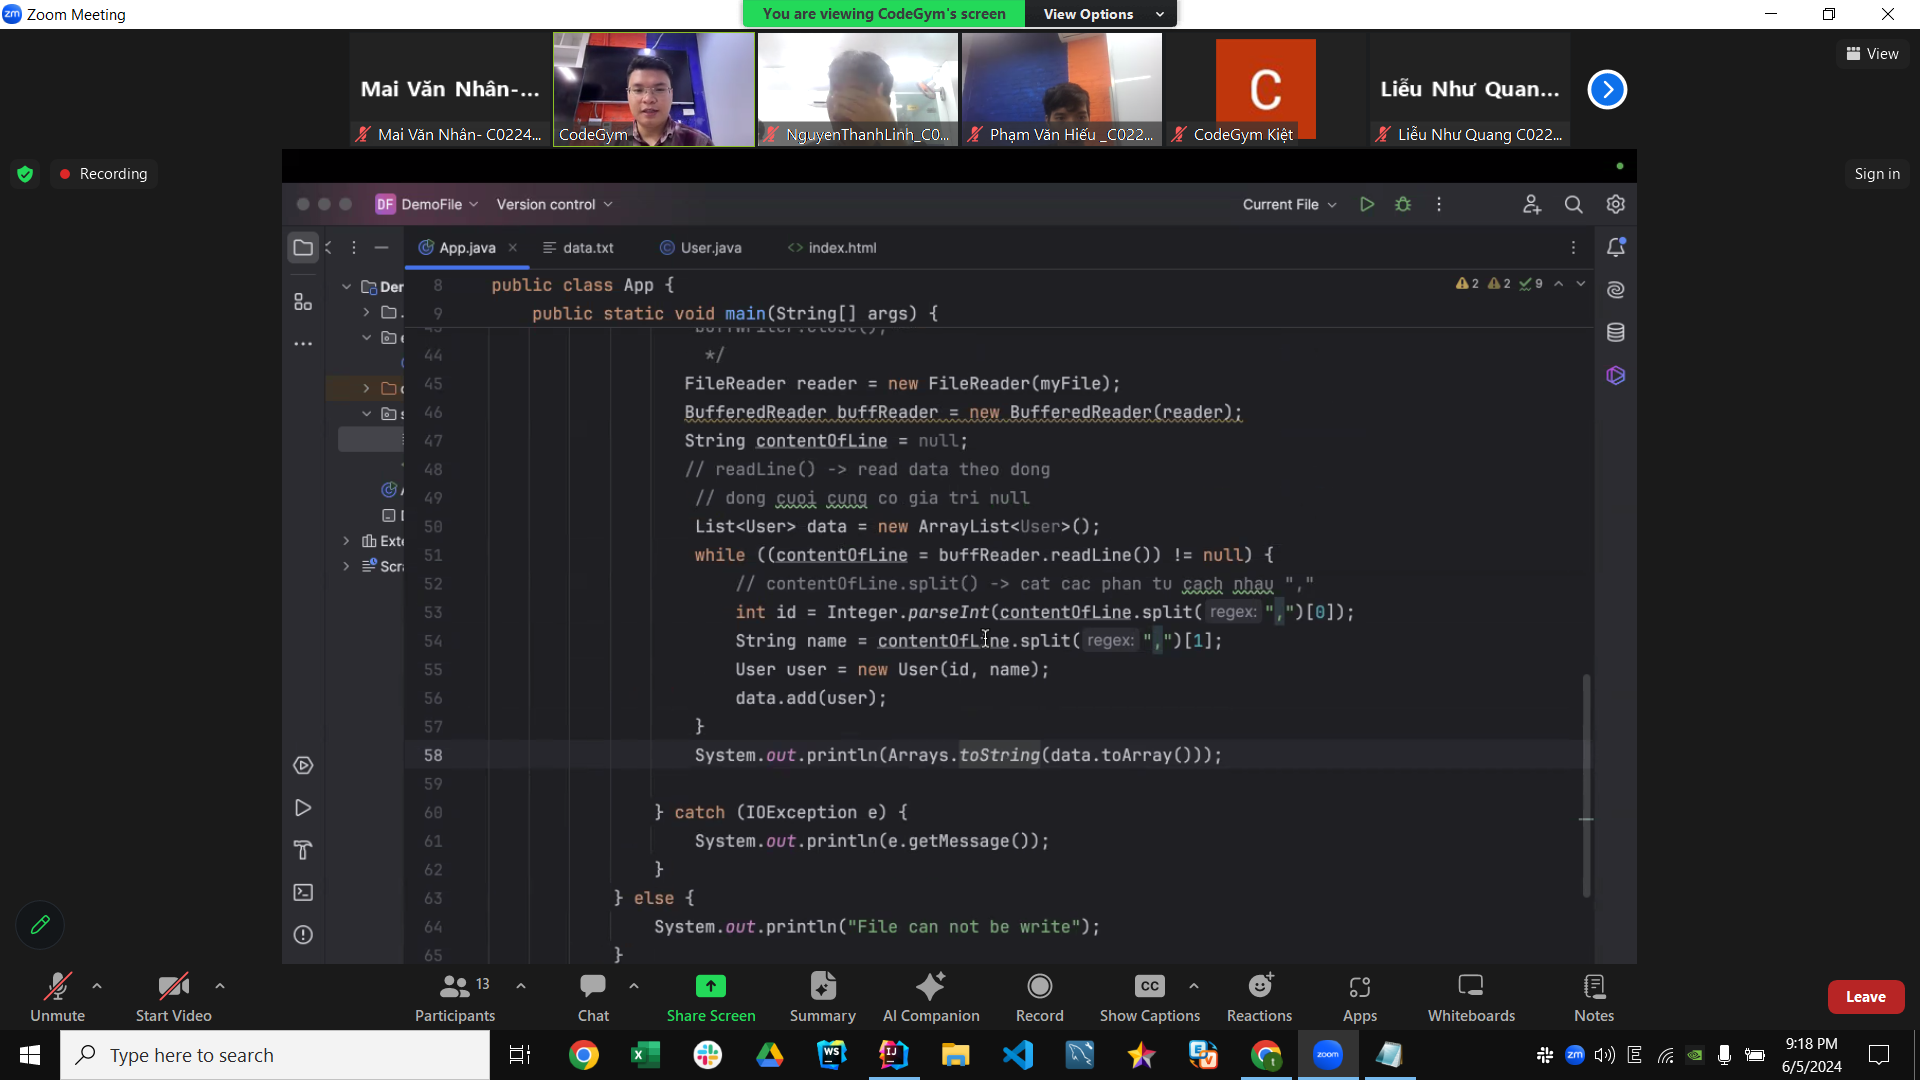 Zoom Meeting
You are viewing CodeGym's screen
View Options
View
Mai Văn Nhân-...
Mai Văn Nhân- C0224...
CodeGym
NguyenThanhLinh_C0...
Phạm Văn Hiếu _C022...
C
CodeGym Kiệt
Liễu Như Quan...
Liễu Như Quang C022...
Recording
Sign in
DF DemoFile
Version control
Current File
App.java
data.txt
User.java
index.html
2 2 9
8 public class App {
9 public static void main(String[] args) {
43 buffWriter.close();
44 */
45 FileReader reader = new FileReader(myFile);
46 BufferedReader buffReader = new BufferedReader(reader);
47 String contentOfLine = null;
48 // readLine() -> read data theo dong
49 // dong cuoi cung co gia tri null
50 List<User> data = new ArrayList<User>();
51 while ((contentOfLine = buffReader.readLine()) != null) {
52 // contentOfLine.split() -> cat cac phan tu cach nhau ","
53 int id = Integer.parseInt(contentOfLine.split( regex: ",")[0]);
54 String name = contentOfLine.split( regex: ",")[1];
55 User user = new User(id, name);
56 data.add(user);
57 }
58 System.out.println(Arrays.toString(data.toArray()));
59
60 } catch (IOException e) {
61 System.out.println(e.getMessage());
62 }
63 } else {
64 System.out.println("File can not be write");
65 }
Unmute
Start Video
13
Participants
Chat
Share Screen
Summary
AI Companion
Record
CC
Show Captions
Reactions
Apps
Whiteboards
Notes
Leave
Type here to search
9:18 PM
6/5/2024